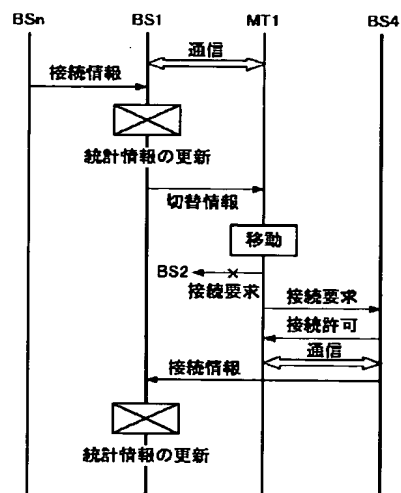 BSn BS1 MT1 BS4
通信
接続情報
統計情報の更新
切替情報
移動
BS2
接続要求
接続要求
接続許可
通信
接続情報
統計情報の更新